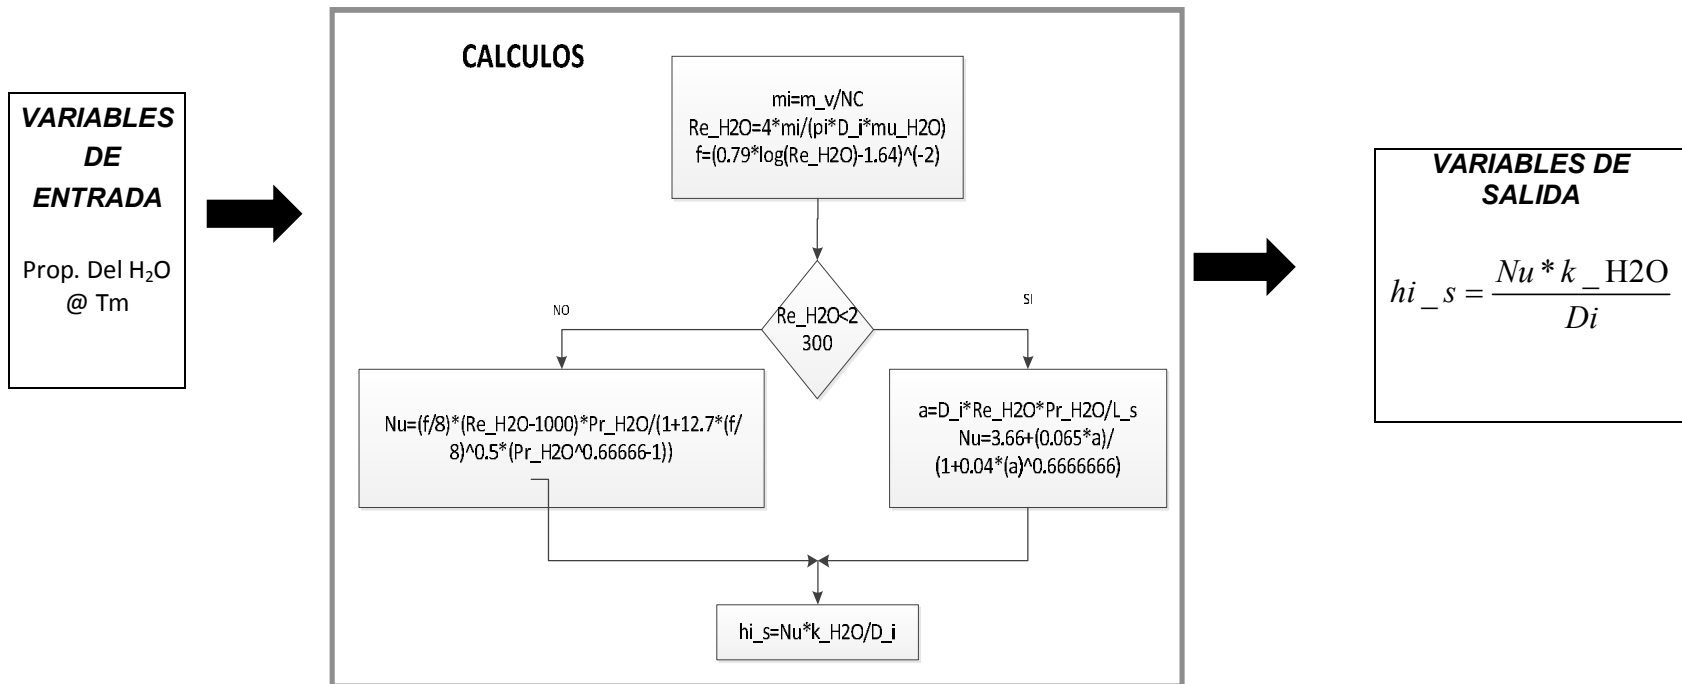 VARIABLES
DE
ENTRADA
Prop. Del H₂O
@ Tm
CALCULOS
mi=m_v/NC
Re_H2O=4*mi/(pi*D_i*mu_H2O)
f=(0.79*log(Re_H2O)-1.64)^(-2)
Re_H2O<2
300
NO
SI
Nu=(f/8)*(Re_H2O-1000)*Pr_H2O/(1+12.7*(f/
8)^0.5*(Pr_H2O^0.66666-1))
a=D_i*Re_H2O*Pr_H2O/L_s
Nu=3.66+(0.065*a)/
(1+0.04*(a)^0.6666666)
hi_s=Nu*k_H2O/D_i
VARIABLES DE
SALIDA
hi_s = Nu*k_H2O / Di